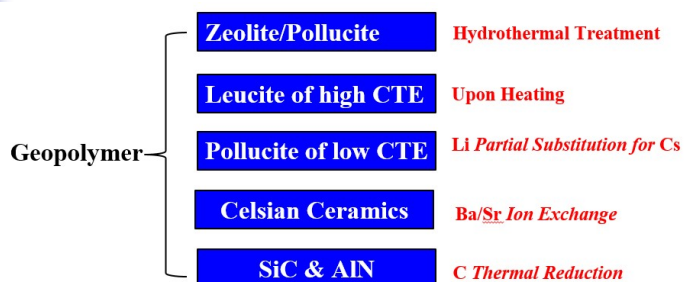 Zeolite/Pollucite Hydrothermal Treatment
Leucite of high CTE Upon Heating
Geopolymer
Pollucite of low CTE Li Partial Substitution for Cs
Celsian Ceramics Ba/Sr Ion Exchange
SiC & AlN C Thermal Reduction